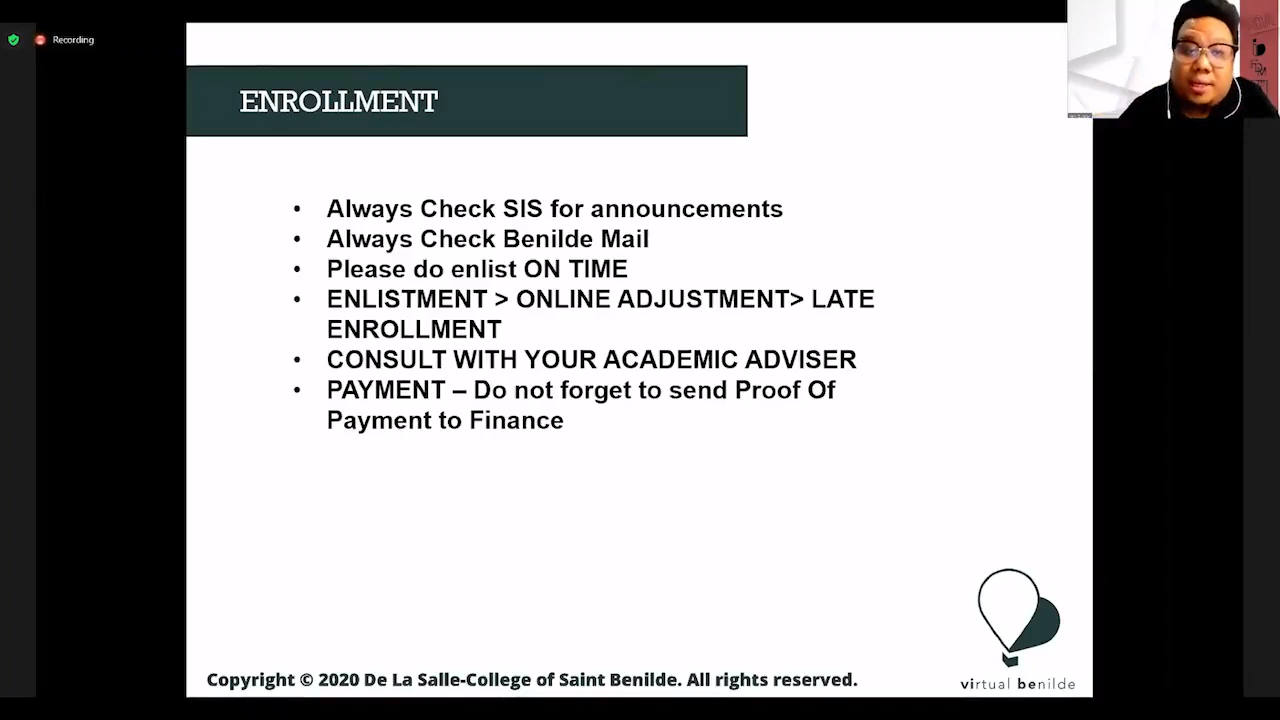 Recording
ENROLLMENT
• Always Check SIS for announcements
• Always Check Benilde Mail
• Please do enlist ON TIME
• ENLISTMENT > ONLINE ADJUSTMENT> LATE
ENROLLMENT
• CONSULT WITH YOUR ACADEMIC ADVISER
• PAYMENT – Do not forget to send Proof Of
Payment to Finance
Copyright © 2020 De La Salle-College of Saint Benilde. All rights reserved.
virtual benilde